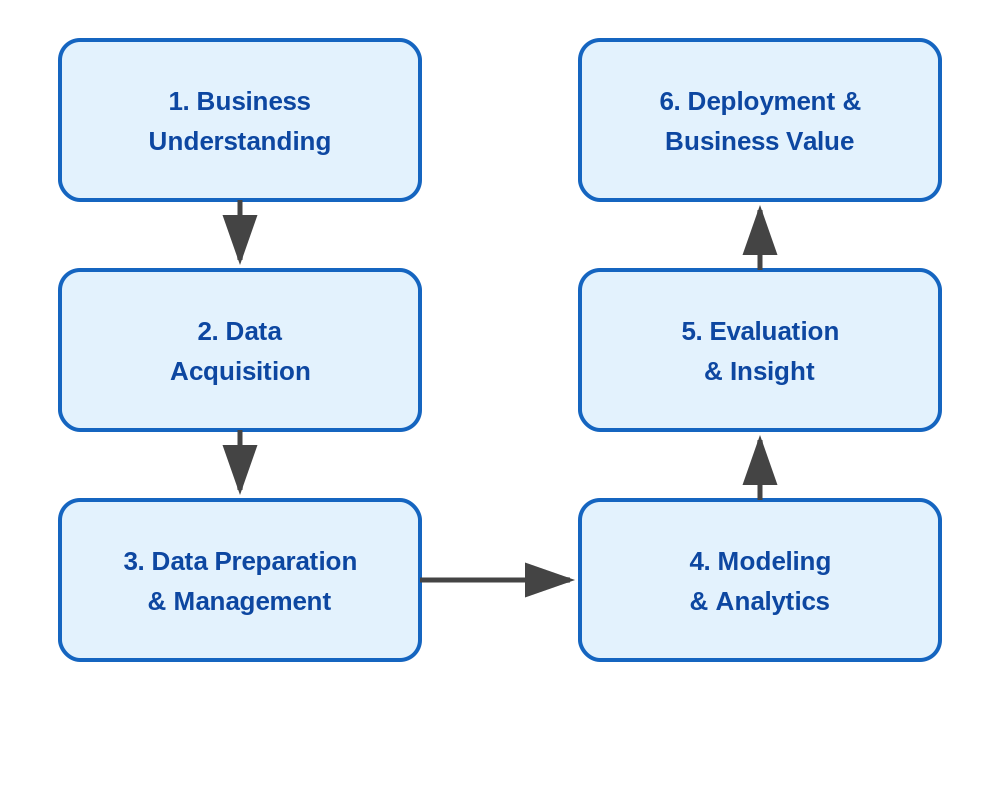 1. Business
Understanding
2. Data
Acquisition
3. Data Preparation
& Management
4. Modeling
& Analytics
5. Evaluation
& Insight
6. Deployment &
Business Value